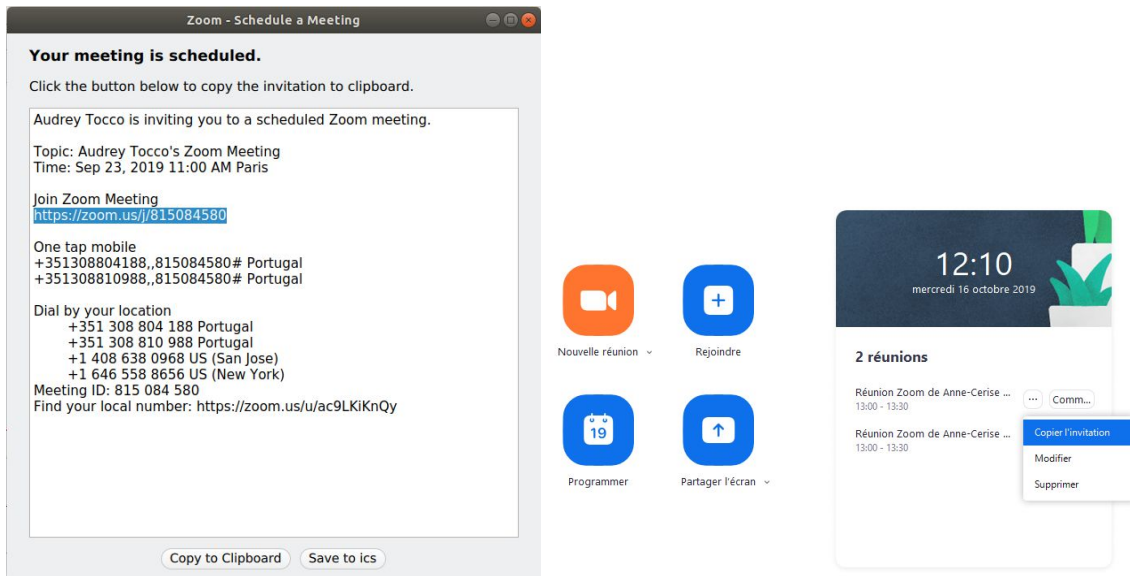 Zoom - Schedule a Meeting
Your meeting is scheduled.
Click the button below to copy the invitation to clipboard.
Audrey Tocco is inviting you to a scheduled Zoom meeting.
Topic: Audrey Tocco's Zoom Meeting
Time: Sep 23, 2019 11:00 AM Paris
Join Zoom Meeting
https://zoom.us/j/815084580
One tap mobile
+351308804188,,815084580# Portugal
+351308810988,,815084580# Portugal
Dial by your location
+351 308 804 188 Portugal
+351 308 810 988 Portugal
+1 408 638 0968 US (San Jose)
+1 646 558 8656 US (New York)
Meeting ID: 815 084 580
Find your local number: https://zoom.us/u/ac9LKiKnQy
Copy to Clipboard
Save to ics
Nouvelle réunion
Rejoindre
19
Programmer
Partager l'écran
12:10
mercredi 16 octobre 2019
2 réunions
Réunion Zoom de Anne-Cerise ...
13:00 - 13:30
... Comm...
Réunion Zoom de Anne-Cerise ...
13:00 - 13:30
Copier l'invitation
Modifier
Supprimer